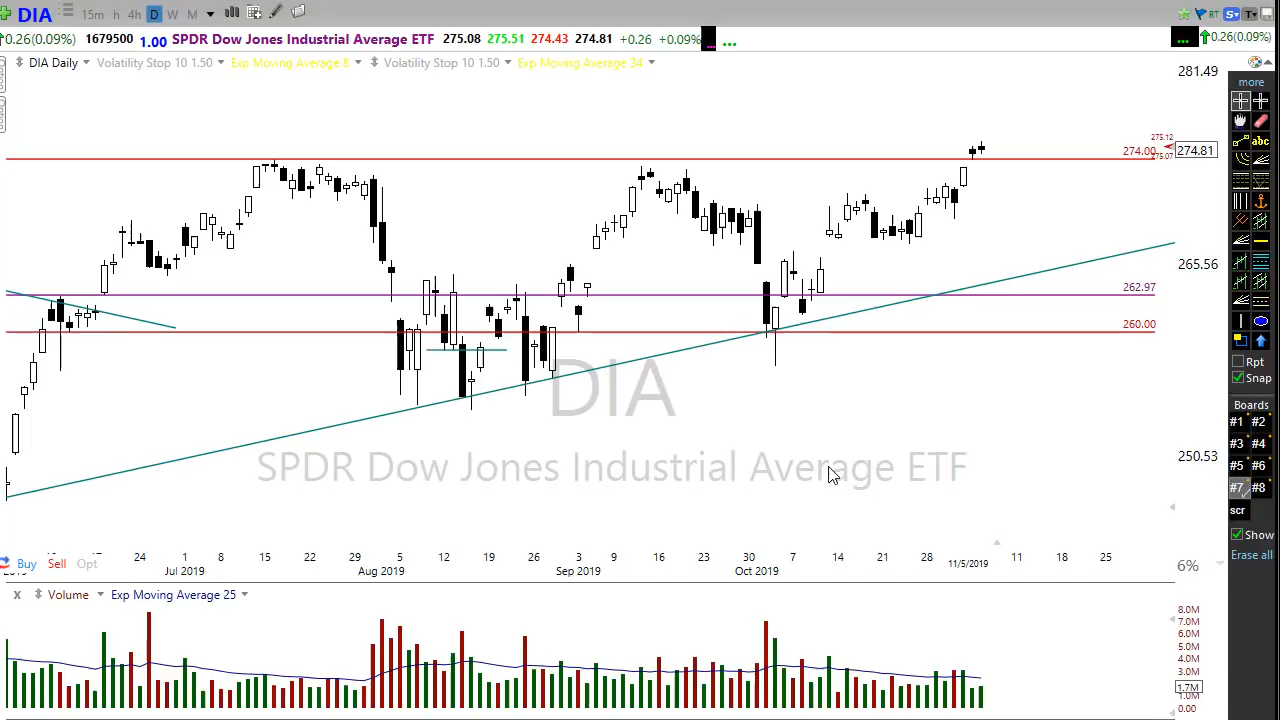 DIA 15m h 4h D W M RT S T
0.26(0.09%) 1679500 1.00 SPDR Dow Jones Industrial Average ETF 275.08 275.51 274.43 274.81 +0.26 +0.09% ... ... ... 0.26(0.09%)
DIA Daily Volatility Stop 10 1.50 Exp Moving Average 8 Volatility Stop 10 1.50 Exp Moving Average 34
281.49
more
275.12
274.00
275.07
274.81
abc
265.56
262.97
260.00
DIA
SPDR Dow Jones Industrial Average ETF
Rpt
Snap
Boards
#1 #2
#3 #4
#5 #6
#7 #8
scr
Show
Erase all
250.53
24 1 8 15 22 29 5 12 19 26 3 9 16 23 30 7 14 21 28 11/5/2019 11 18 25
Buy Sell Opt
Jul 2019 Aug 2019 Sep 2019 Oct 2019
6%
x Volume Exp Moving Average 25
8.0M
7.0M
6.0M
5.0M
4.0M
3.0M
1.7M
1.0M
0.00